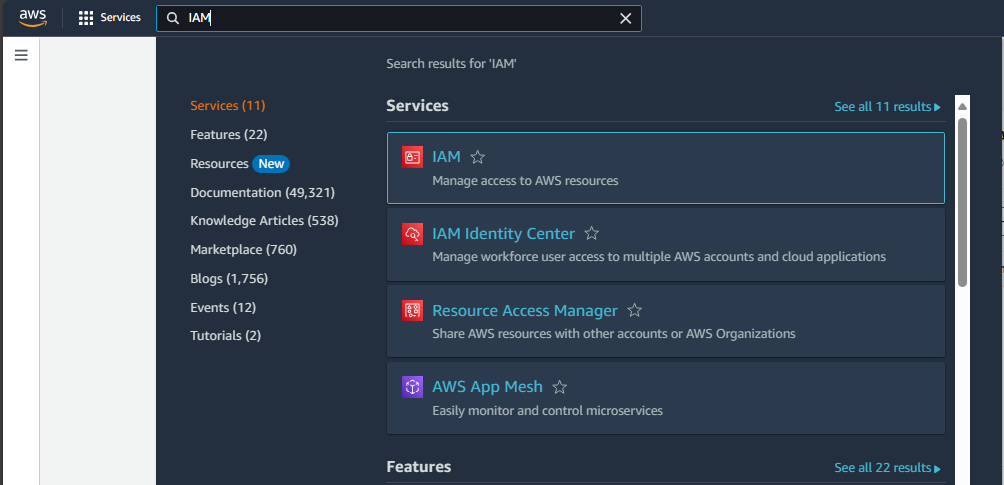 aws
Services
IAM
Search results for 'IAM'
Services (11)
Features (22)
Resources New
Documentation (49,321)
Knowledge Articles (538)
Marketplace (760)
Blogs (1,756)
Events (12)
Tutorials (2)
Services
See all 11 results
IAM
Manage access to AWS resources
IAM Identity Center
Manage workforce user access to multiple AWS accounts and cloud applications
Resource Access Manager
Share AWS resources with other accounts or AWS Organizations
AWS App Mesh
Easily monitor and control microservices
Features
See all 22 results